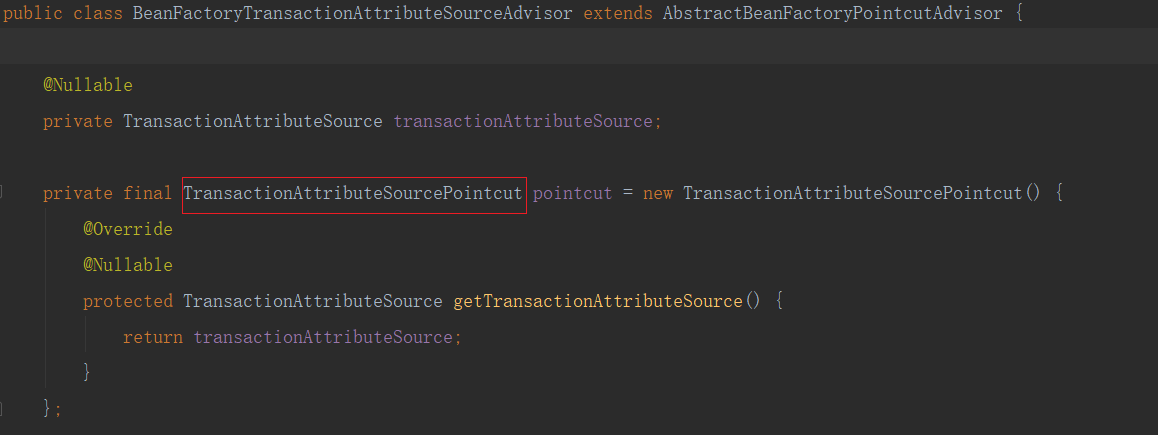 public class BeanFactoryTransactionAttributeSourceAdvisor extends AbstractBeanFactoryPointcutAdvisor {
@Nullable
private TransactionAttributeSource transactionAttributeSource;
private final TransactionAttributeSourcePointcut pointcut = new TransactionAttributeSourcePointcut() {
@Override
@Nullable
protected TransactionAttributeSource getTransactionAttributeSource() {
return transactionAttributeSource;
}
};